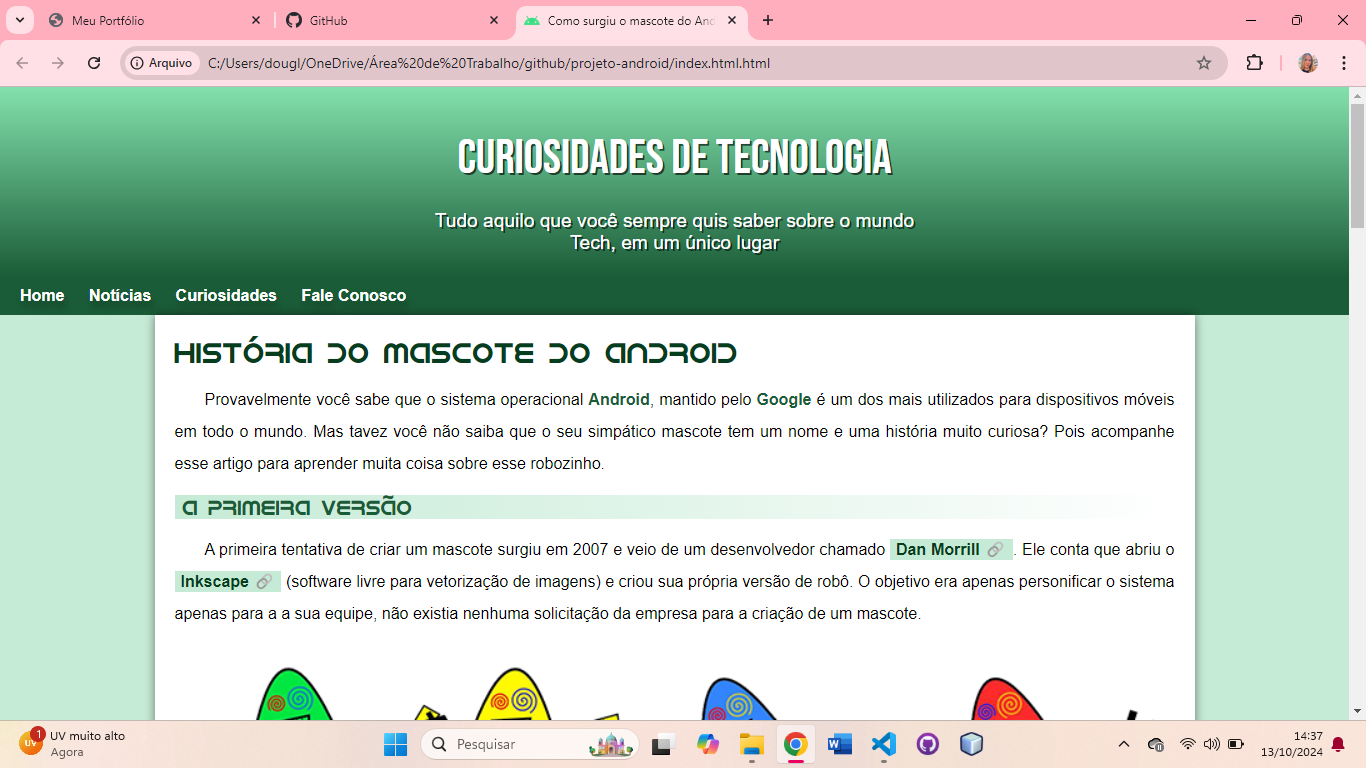 Meu Portfólio
GitHub
Como surgiu o mascote do And
Arquivo
C:/Users/dougl/OneDrive/Área%20de%20Trabalho/github/projeto-android/index.html.html
CURIOSIDADES DE TECNOLOGIA
Tudo aquilo que você sempre quis saber sobre o mundo
Tech, em um único lugar
Home Notícias Curiosidades Fale Conosco
História do Mascote do Android
Provavelmente você sabe que o sistema operacional Android, mantido pelo Google é um dos mais utilizados para dispositivos móveis
em todo o mundo. Mas tavez você não saiba que o seu simpático mascote tem um nome e uma história muito curiosa? Pois acompanhe
esse artigo para aprender muita coisa sobre esse robozinho.
A primeira versão
A primeira tentativa de criar um mascote surgiu em 2007 e veio de um desenvolvedor chamado Dan Morrill 🔗. Ele conta que abriu o
Inkscape 🔗 (software livre para vetorização de imagens) e criou sua própria versão de robô. O objetivo era apenas personificar o sistema
apenas para a a sua equipe, não existia nenhuma solicitação da empresa para a criação de um mascote.
1
UV
UV muito alto
Agora
Pesquisar
14:37
13/10/2024